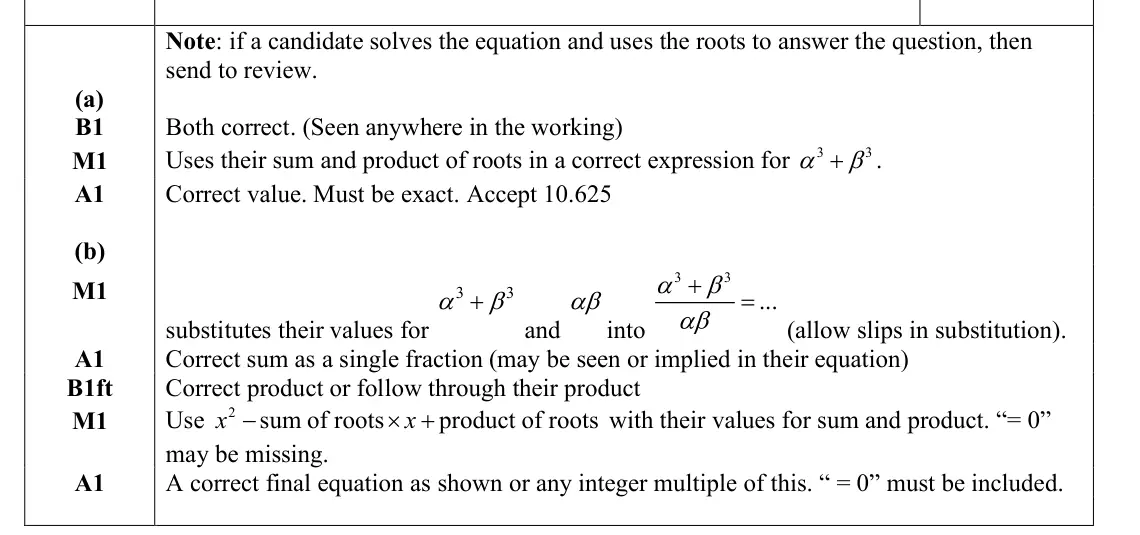 Note: if a candidate solves the equation and uses the roots to answer the question, then
send to review.
(a)
B1 Both correct. (Seen anywhere in the working)
M1 Uses their sum and product of roots in a correct expression for α³ + β³.
A1 Correct value. Must be exact. Accept 10.625
(b)
M1 substitutes their values for α³ + β³ and αβ into (α³ + β³)/αβ = ... (allow slips in substitution).
A1 Correct sum as a single fraction (may be seen or implied in their equation)
B1ft Correct product or follow through their product
M1 Use x² − sum of roots × x + product of roots with their values for sum and product. “= 0”
may be missing.
A1 A correct final equation as shown or any integer multiple of this. “ = 0” must be included.